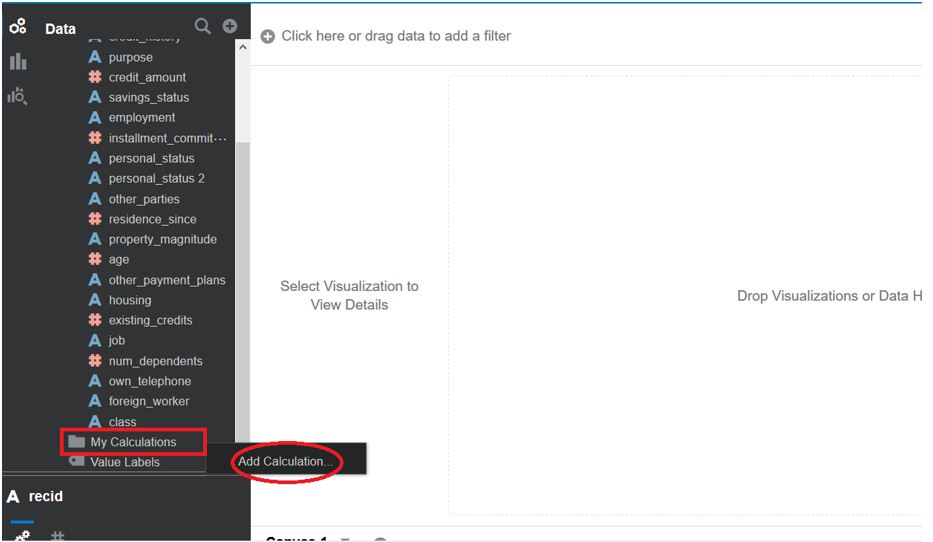 Data
Click here or drag data to add a filter
credit_history
purpose
credit_amount
savings_status
employment
installment_commit···
personal_status
personal_status 2
other_parties
residence_since
property_magnitude
age
other_payment_plans
housing
existing_credits
job
num_dependents
own_telephone
foreign_worker
class
My Calculations
Value Labels
Add Calculation...
A recid
Select Visualization to
View Details
Drop Visualizations or Data H
Canvas 1